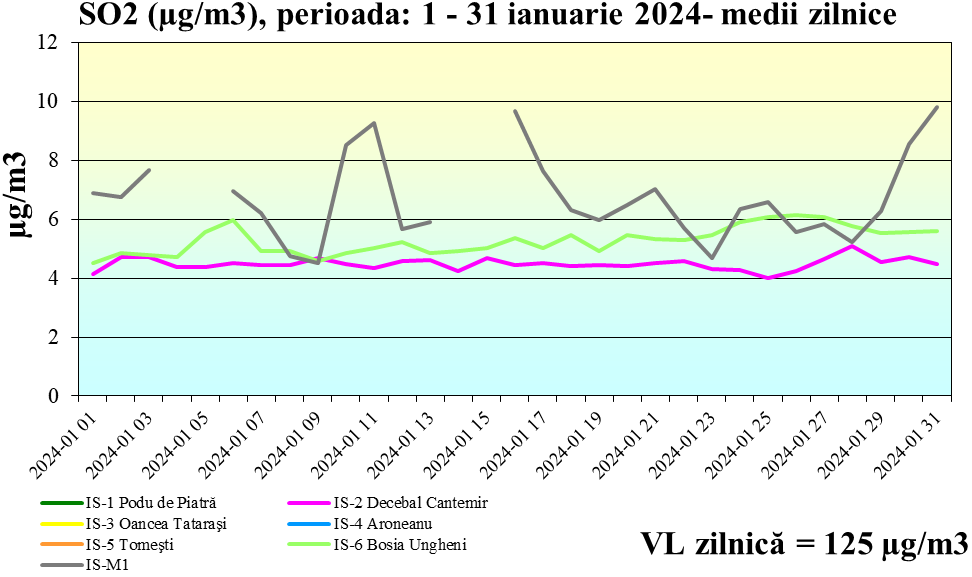 SO2 (µg/m3), perioada: 1 - 31 ianuarie 2024- medii zilnice
µg/m3
12
10
8
6
4
2
0
2024-01 01
2024-01 03
2024-01 05
2024-01 07
2024-01 09
2024-01 11
2024-01 13
2024-01 15
2024-01 17
2024-01 19
2024-01 21
2024-01 23
2024-01 25
2024-01 27
2024-01 29
2024-01 31
IS-1 Podu de Piatră
IS-2 Decebal Cantemir
IS-3 Oancea Tataraşi
IS-4 Aroneanu
IS-5 Tomeşti
IS-6 Bosia Ungheni
IS-M1
VL zilnică = 125 µg/m3